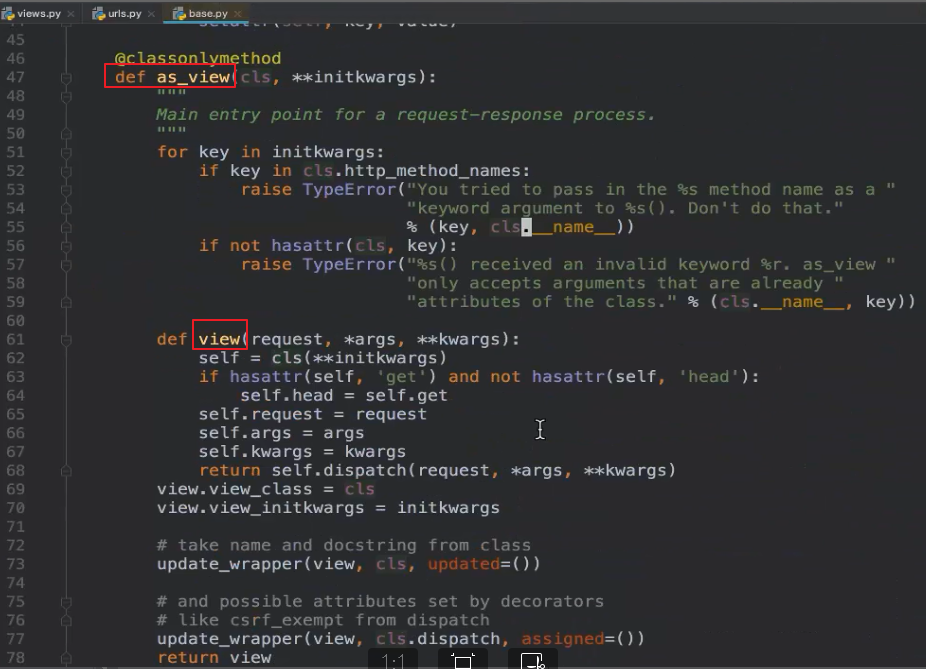 views.py × urls.py × base.py ×
45
46 @classonlymethod
47 def as_view(cls, **initkwargs):
48 """
49 Main entry point for a request-response process.
50 """
51 for key in initkwargs:
52 if key in cls.http_method_names:
53 raise TypeError("You tried to pass in the %s method name as a "
54 "keyword argument to %s(). Don't do that."
55 % (key, cls.__name__))
56 if not hasattr(cls, key):
57 raise TypeError("%s() received an invalid keyword %r. as_view "
58 "only accepts arguments that are already "
59 "attributes of the class." % (cls.__name__, key))
60
61 def view(request, *args, **kwargs):
62 self = cls(**initkwargs)
63 if hasattr(self, 'get') and not hasattr(self, 'head'):
64 self.head = self.get
65 self.request = request
66 self.args = args
67 self.kwargs = kwargs
68 return self.dispatch(request, *args, **kwargs)
69 view.view_class = cls
70 view.view_initkwargs = initkwargs
71
72 # take name and docstring from class
73 update_wrapper(view, cls, updated=())
74
75 # and possible attributes set by decorators
76 # like csrf_exempt from dispatch
77 update_wrapper(view, cls.dispatch, assigned=())
78 return view
1:1